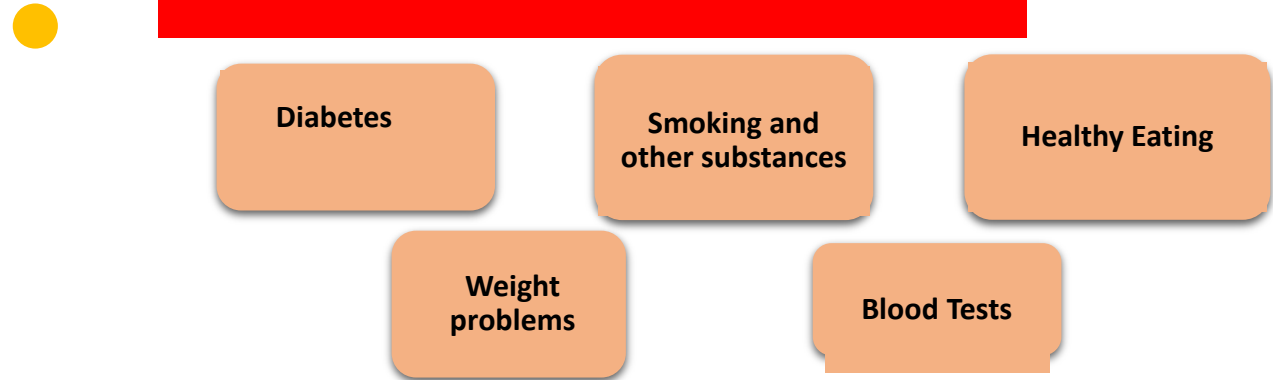 Diabetes
Smoking and
other substances
Healthy Eating
Weight
problems
Blood Tests